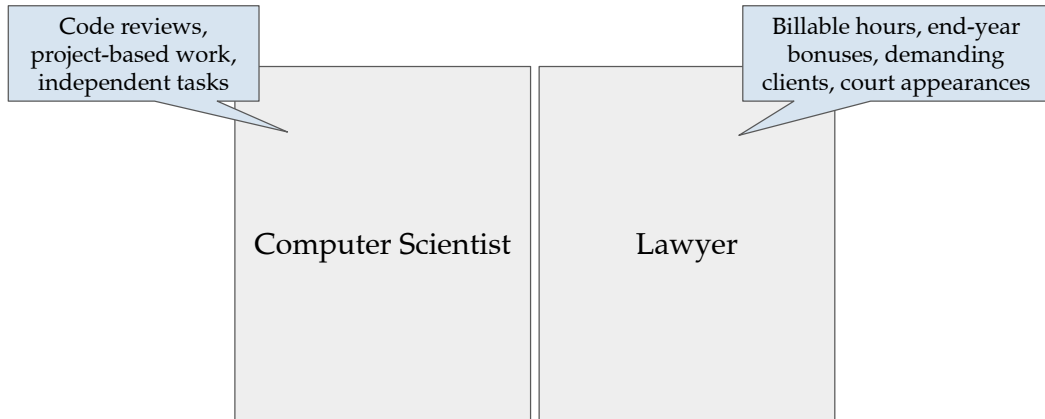 Code reviews,
project-based work,
independent tasks
Billable hours, end-year
bonuses, demanding
clients, court appearances
Computer Scientist
Lawyer